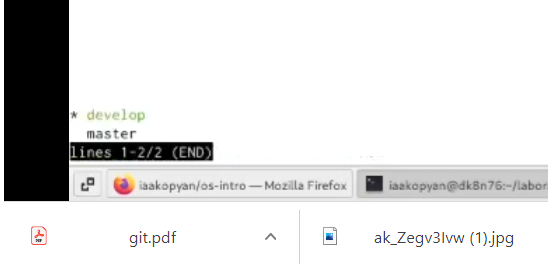 * develop
master
lines 1-2/2 (END)
iaakopyan/os-intro — Mozilla Firefox
iaakopyan@dk8n76:~/labor
git.pdf
ak_Zegv3Ivw (1).jpg